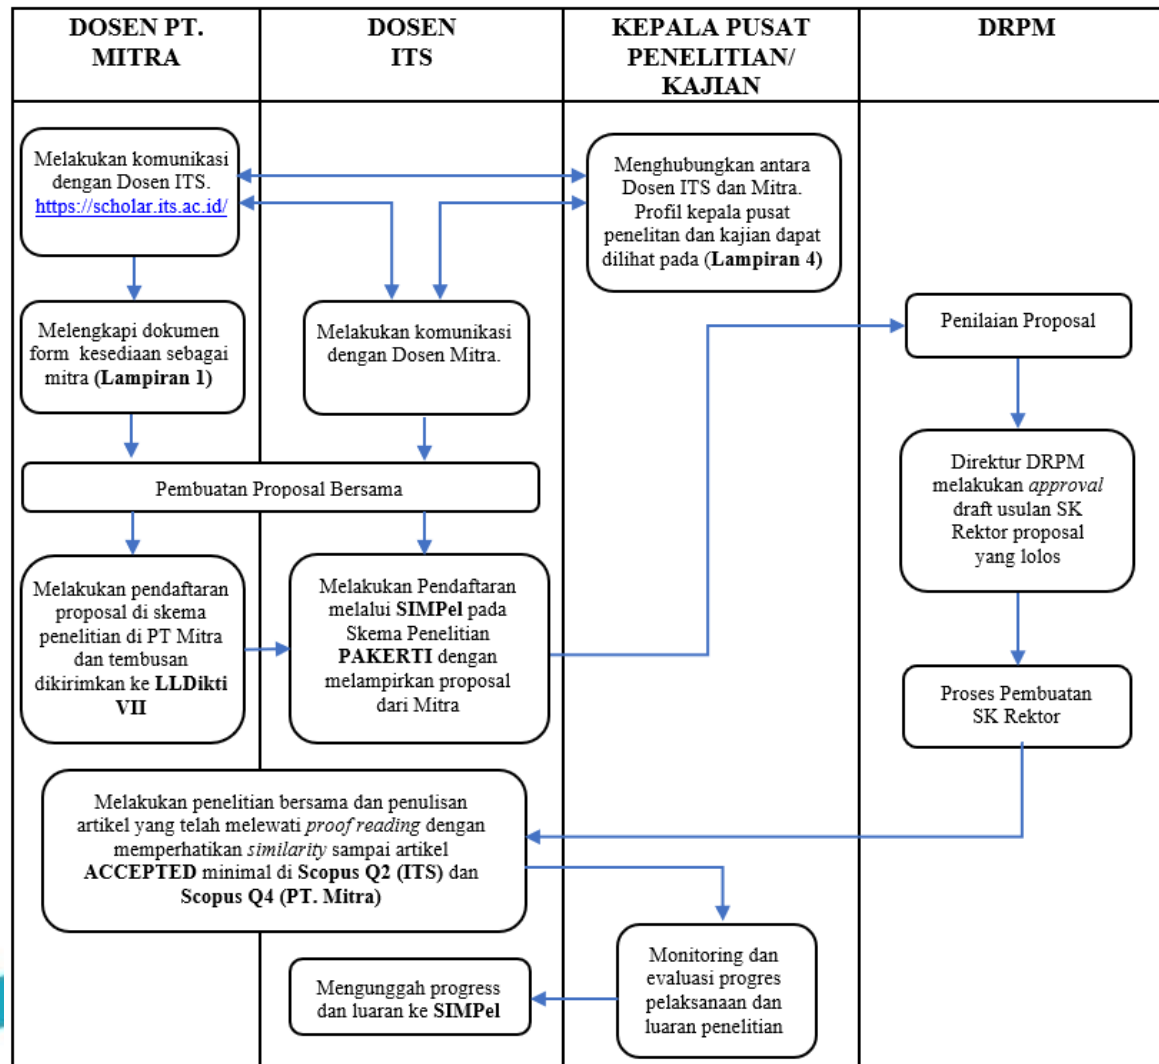 DOSEN PT.
MITRA
DOSEN
ITS
KEPALA PUSAT
PENELITIAN/
KAJIAN
DRPM
Melakukan komunikasi
dengan Dosen ITS.
https://scholar.its.ac.id/
Menghubungkan antara
Dosen ITS dan Mitra.
Profil kepala pusat
penelitan dan kajian dapat
dilihat pada (Lampiran 4)
Melengkapi dokumen
form kesediaan sebagai
mitra (Lampiran 1)
Melakukan komunikasi
dengan Dosen Mitra.
Penilaian Proposal
Pembuatan Proposal Bersama
Direktur DRPM
melakukan approval
draft usulan SK
Rektor proposal
yang lolos
Melakukan pendaftaran
proposal di skema
penelitian di PT Mitra
dan tembusan
dikirimkan ke LLDikti
VII
Melakukan Pendaftaran
melalui SIMPel pada
Skema Penelitian
PAKERTI dengan
melampirkan proposal
dari Mitra
Proses Pembuatan
SK Rektor
Melakukan penelitian bersama dan penulisan
artikel yang telah melewati proof reading dengan
memperhatikan similarity sampai artikel
ACCEPTED minimal di Scopus Q2 (ITS) dan
Scopus Q4 (PT. Mitra)
Monitoring dan
evaluasi progres
pelaksanaan dan
luaran penelitian
Mengunggah progress
dan luaran ke SIMPel